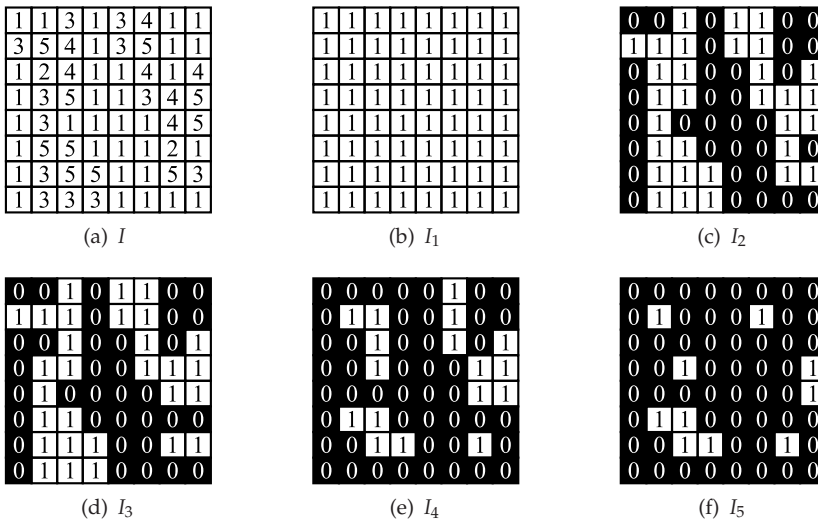 1 1 3 1 3 4 1 1
3 5 4 1 3 5 1 1
1 2 4 1 1 4 1 4
1 3 5 1 1 3 4 5
1 3 1 1 1 1 4 5
1 5 5 1 1 1 2 1
1 3 5 5 1 1 5 3
1 3 3 3 1 1 1 1
(a) I
1 1 1 1 1 1 1 1
1 1 1 1 1 1 1 1
1 1 1 1 1 1 1 1
1 1 1 1 1 1 1 1
1 1 1 1 1 1 1 1
1 1 1 1 1 1 1 1
1 1 1 1 1 1 1 1
1 1 1 1 1 1 1 1
(b) I₁
0 0 1 0 1 1 0 0
1 1 1 0 1 1 0 0
0 1 1 0 0 1 0 1
0 1 1 0 0 1 1 1
0 1 0 0 0 0 1 1
0 1 1 0 0 0 1 0
0 1 1 1 0 0 1 1
0 1 1 1 0 0 0 0
(c) I₂
0 0 1 0 1 1 0 0
1 1 1 0 1 1 0 0
0 0 1 0 0 1 0 1
0 1 1 0 0 1 1 1
0 1 0 0 0 0 1 1
0 1 1 0 0 0 0 0
0 1 1 1 0 0 1 1
0 1 1 1 0 0 0 0
(d) I₃
0 0 0 0 0 1 0 0
0 1 1 0 0 1 0 0
0 0 1 0 0 1 0 1
0 0 1 0 0 0 1 1
0 0 0 0 0 0 1 1
0 1 1 0 0 0 0 0
0 0 1 1 0 0 1 0
0 0 0 0 0 0 0 0
(e) I₄
0 0 0 0 0 0 0 0
0 1 0 0 0 1 0 0
0 0 0 0 0 0 0 0
0 0 1 0 0 0 0 1
0 0 0 0 0 0 0 1
0 1 1 0 0 0 0 0
0 0 1 1 0 0 1 0
0 0 0 0 0 0 0 0
(f) I₅